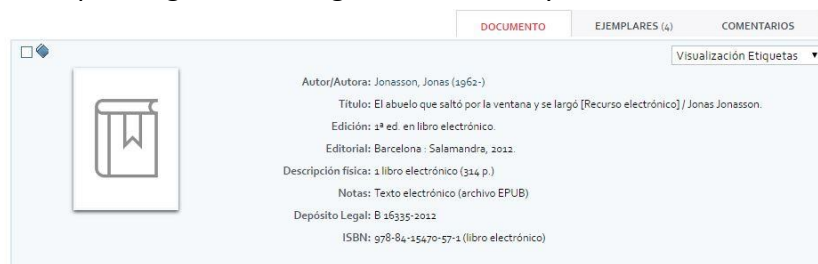 DOCUMENTO EJEMPLARES (4) COMENTARIOS
Visualización Etiquetas
Autor/Autora: Jonasson, Jonas (1962-)
Título: El abuelo que saltó por la ventana y se largó [Recurso electrónico] / Jonas Jonasson.
Edición: 1ª ed. en libro electrónico.
Editorial: Barcelona : Salamandra, 2012.
Descripción física: 1 libro electrónico (314 p.)
Notas: Texto electrónico (archivo EPUB)
Depósito Legal: B 16335-2012
ISBN: 978-84-15470-57-1 (libro electrónico)